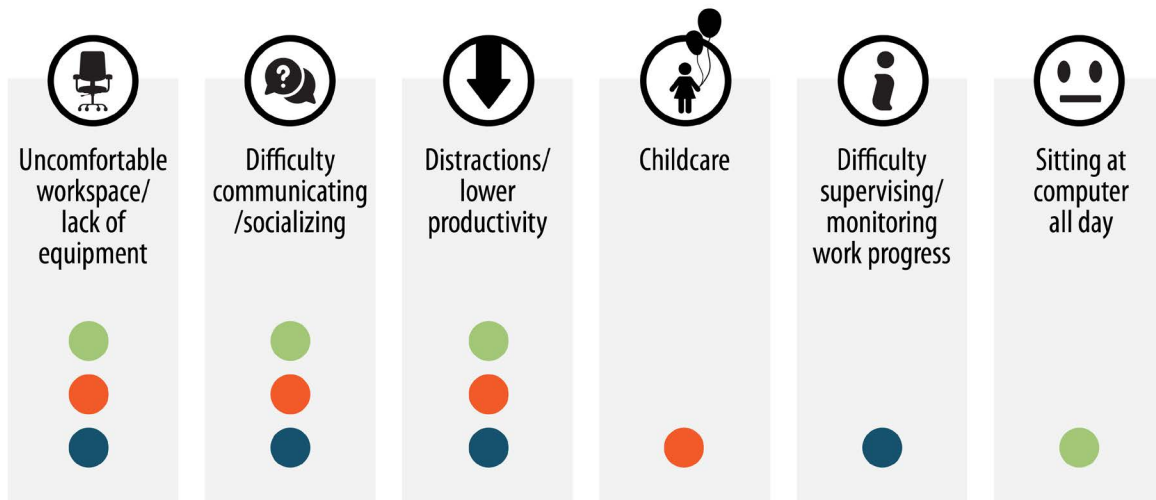 Uncomfortable
workspace/
lack of
equipment
?
Difficulty
communicating
/socializing
Distractions/
lower
productivity
Childcare
i
Difficulty
supervising/
monitoring
work progress
Sitting at
computer
all day